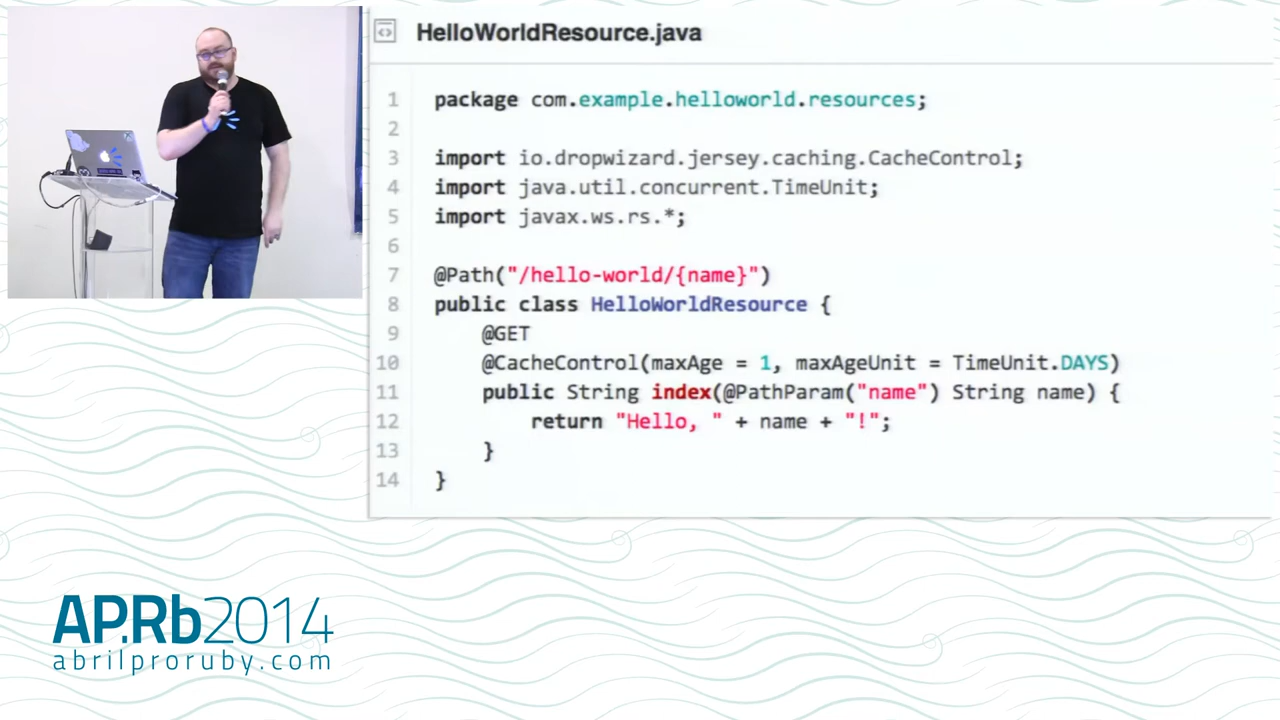 HelloWorldResource.java
1 package com.example.helloworld.resources;
2
3 import io.dropwizard.jersey.caching.CacheControl;
4 import java.util.concurrent.TimeUnit;
5 import javax.ws.rs.*;
6
7 @Path("/hello-world/{name}")
8 public class HelloWorldResource {
9     @GET
10     @CacheControl(maxAge = 1, maxAgeUnit = TimeUnit.DAYS)
11     public String index(@PathParam("name") String name) {
12         return "Hello, " + name + "!";
13     }
14 }
AP.Rb2014
abrilproruby.com